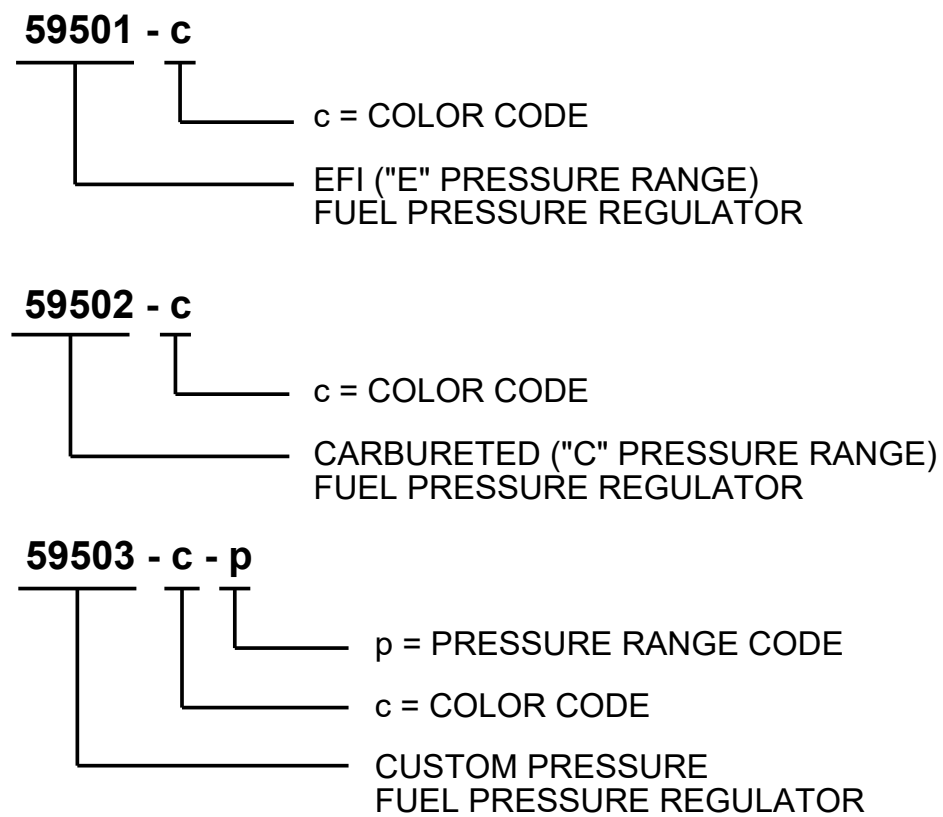 59501 - c
c = COLOR CODE
EFI ("E" PRESSURE RANGE)
FUEL PRESSURE REGULATOR
59502 - c
c = COLOR CODE
CARBURETED ("C" PRESSURE RANGE)
FUEL PRESSURE REGULATOR
59503 - c - p
p = PRESSURE RANGE CODE
c = COLOR CODE
CUSTOM PRESSURE
FUEL PRESSURE REGULATOR